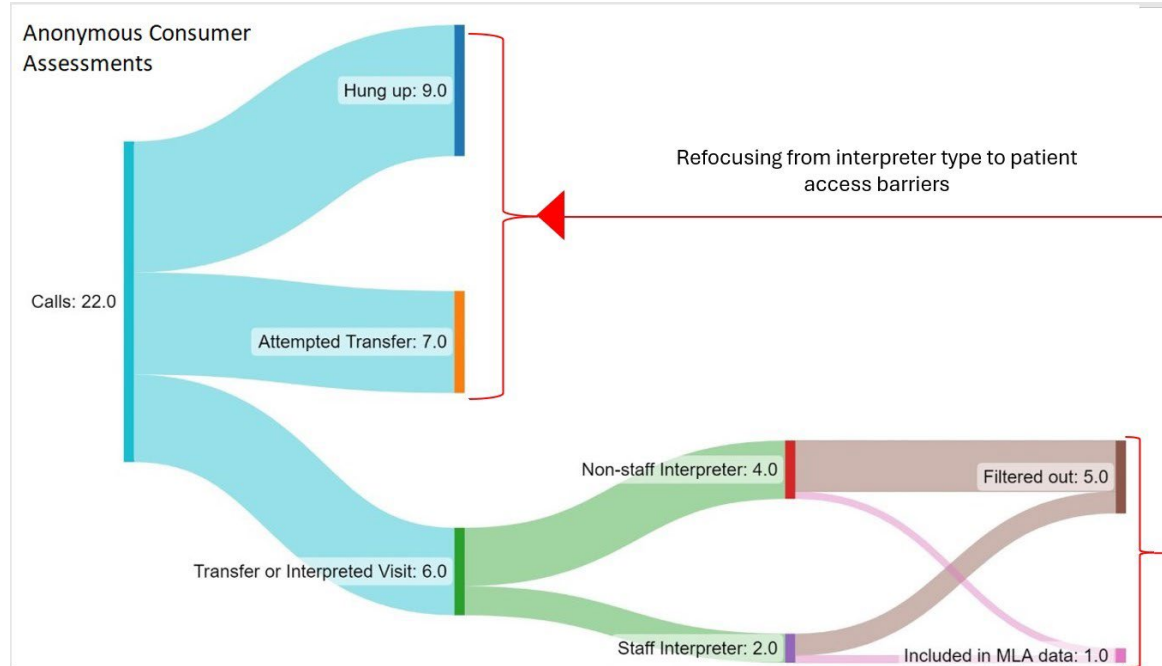 Anonymous Consumer
Assessments
Hung up: 9.0
Refocusing from interpreter type to patient
access barriers
Calls: 22.0
Attempted Transfer: 7.0
Non-staff Interpreter: 4.0
Filtered out: 5.0
Transfer or Interpreted Visit: 6.0
Staff Interpreter: 2.0
Included in MLA data: 1.0